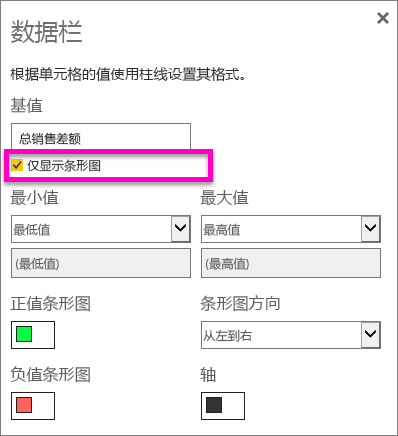 数据栏
根据单元格的值使用柱线设置其格式。
基值
总销售差额
仅显示条形图
最小值
最大值
最低值
最高值
(最低值)
(最高值)
正值条形图
条形图方向
从左到右
负值条形图
轴